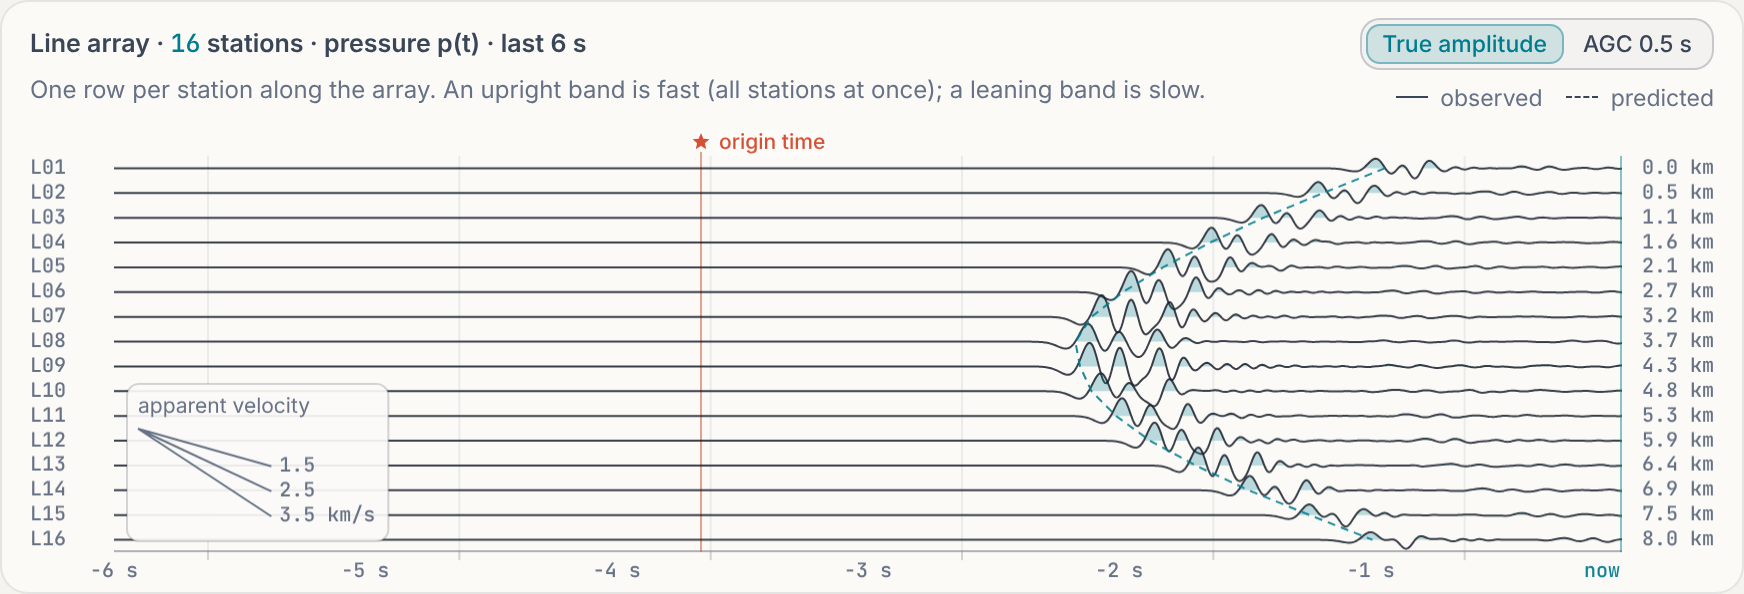 Line array · 16 stations · pressure p(t) · last 6 s
True amplitude AGC 0.5 s
One row per station along the array. An upright band is fast (all stations at once); a leaning band is slow.
observed predicted
★ origin time
L01 0.0 km
L02 0.5 km
L03 1.1 km
L04 1.6 km
L05 2.1 km
L06 2.7 km
L07 3.2 km
L08 3.7 km
L09 4.3 km
L10 4.8 km
L11 5.3 km
L12 5.9 km
L13 6.4 km
L14 6.9 km
L15 7.5 km
L16 8.0 km
apparent velocity
1.5
2.5
3.5 km/s
-6 s -5 s -4 s -3 s -2 s -1 s now